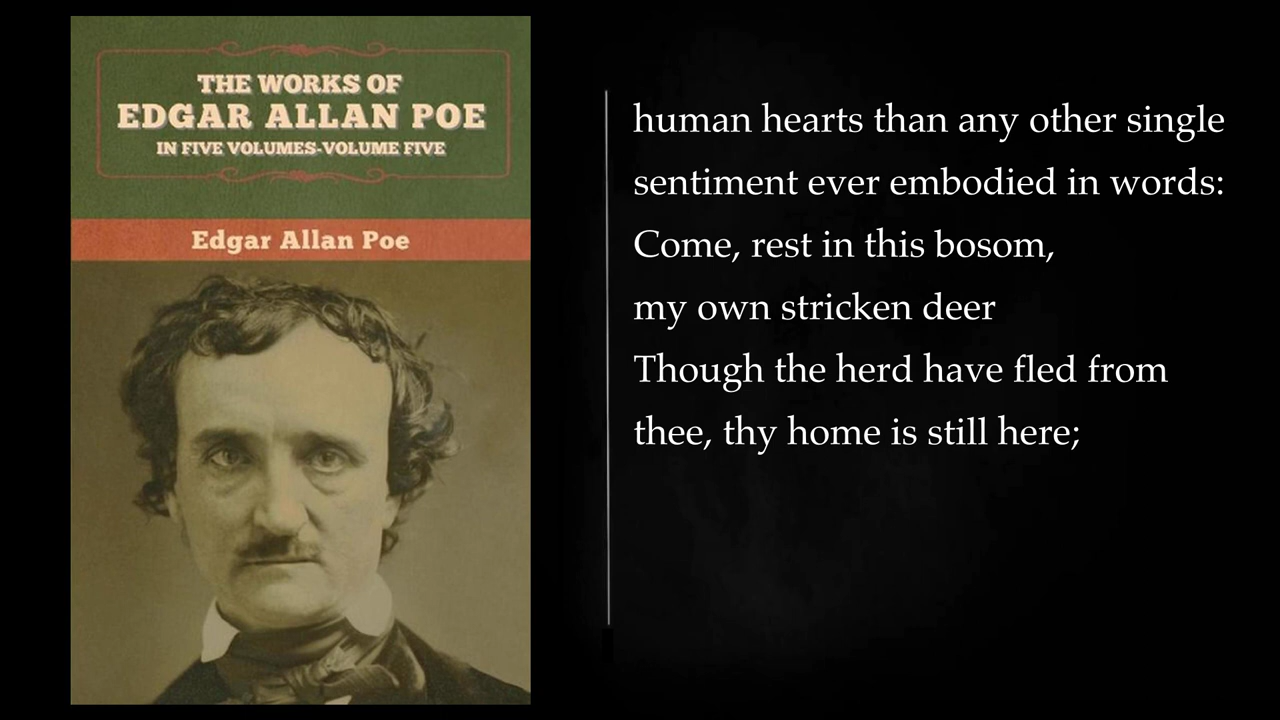 THE WORKS OF
EDGAR ALLAN POE
IN FIVE VOLUMES-VOLUME FIVE
Edgar Allan Poe
human hearts than any other single
sentiment ever embodied in words:
Come, rest in this bosom,
my own stricken deer
Though the herd have fled from
thee, thy home is still here;